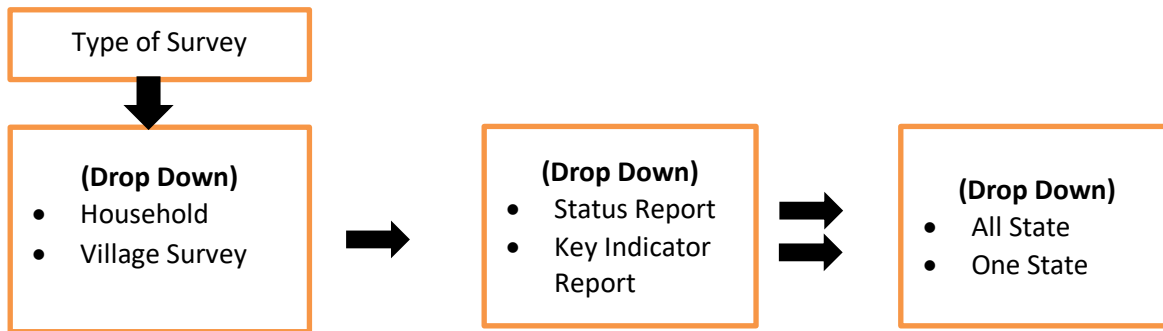 Type of Survey
(Drop Down)
• Household
• Village Survey
(Drop Down)
• Status Report
• Key Indicator
Report
(Drop Down)
• All State
• One State